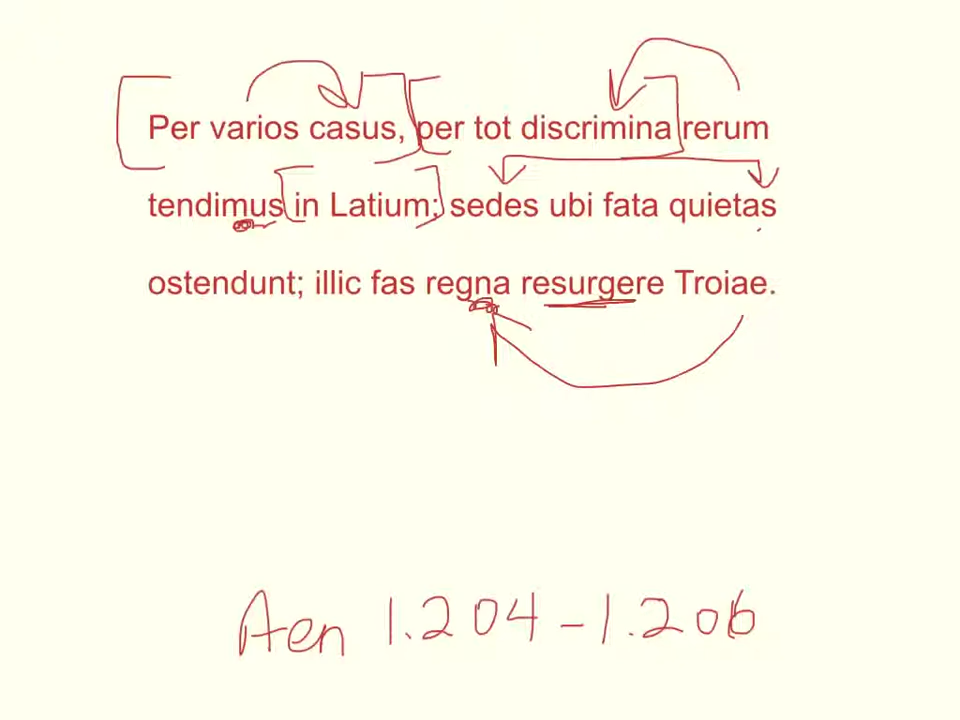 Per varios casus, per tot discrimina rerum
tendimus in Latium; sedes ubi fata quietas
ostendunt; illic fas regna resurgere Troiae.
Aen 1.204-1.206